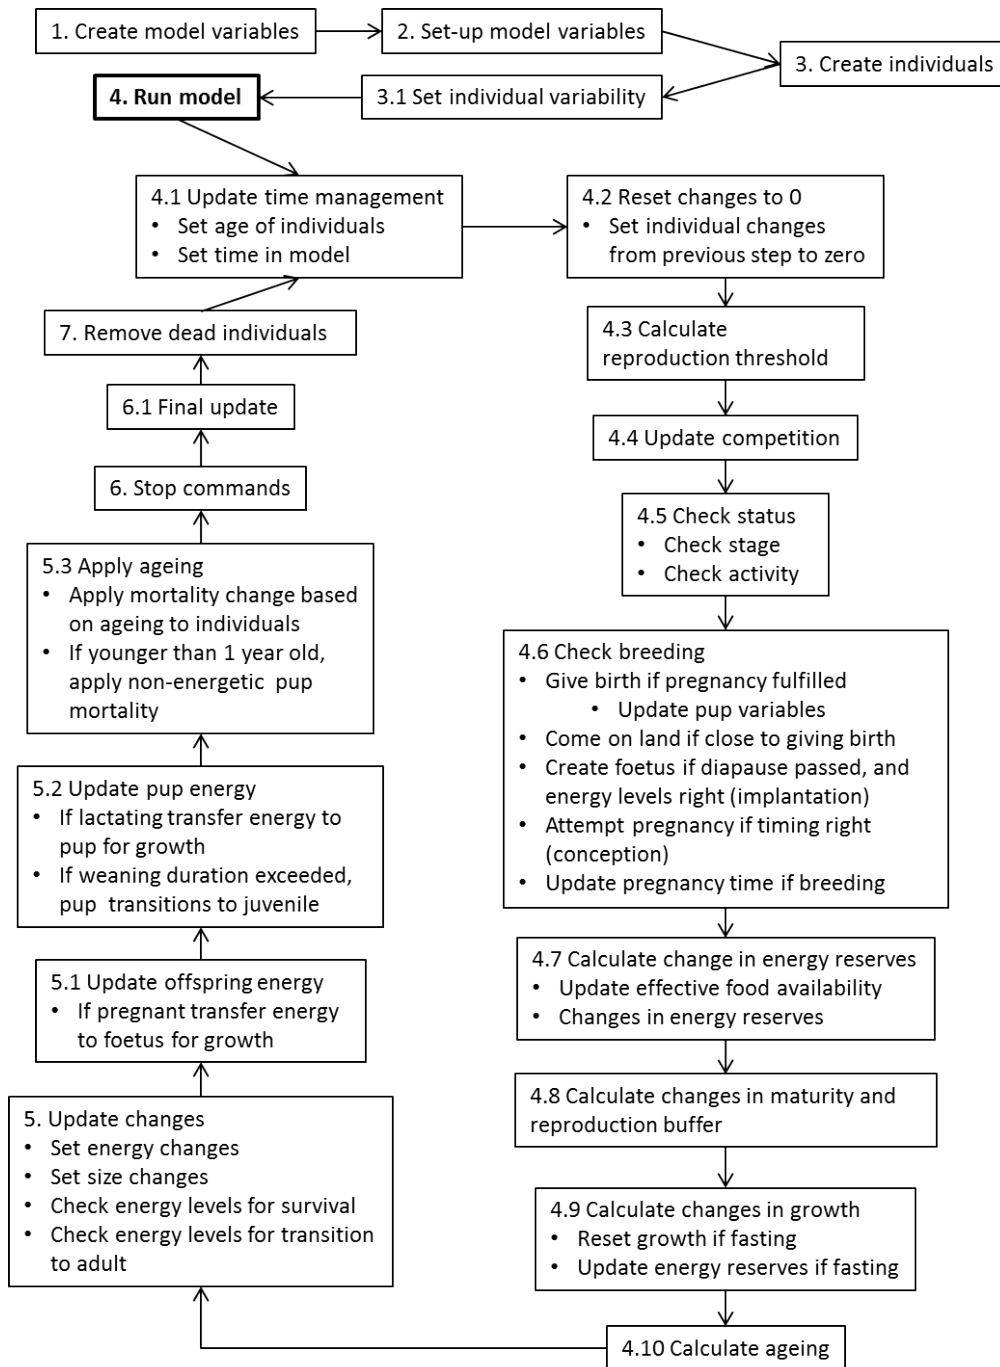 1. Create model variables
2. Set-up model variables
3. Create individuals
3.1 Set individual variability
4. Run model
4.1 Update time management
• Set age of individuals
• Set time in model
4.2 Reset changes to 0
• Set individual changes
from previous step to zero
4.3 Calculate
reproduction threshold
4.4 Update competition
4.5 Check status
• Check stage
• Check activity
4.6 Check breeding
• Give birth if pregnancy fulfilled
• Update pup variables
• Come on land if close to giving birth
• Create foetus if diapause passed, and
energy levels right (implantation)
• Attempt pregnancy if timing right
(conception)
• Update pregnancy time if breeding
4.7 Calculate change in energy reserves
• Update effective food availability
• Changes in energy reserves
4.8 Calculate changes in maturity and
reproduction buffer
4.9 Calculate changes in growth
• Reset growth if fasting
• Update energy reserves if fasting
4.10 Calculate ageing
5. Update changes
• Set energy changes
• Set size changes
• Check energy levels for survival
• Check energy levels for transition
to adult
5.1 Update offspring energy
• If pregnant transfer energy
to foetus for growth
5.2 Update pup energy
• If lactating transfer energy to
pup for growth
• If weaning duration exceeded,
pup transitions to juvenile
5.3 Apply ageing
• Apply mortality change based
on ageing to individuals
• If younger than 1 year old,
apply non-energetic pup
mortality
6. Stop commands
6.1 Final update
7. Remove dead individuals